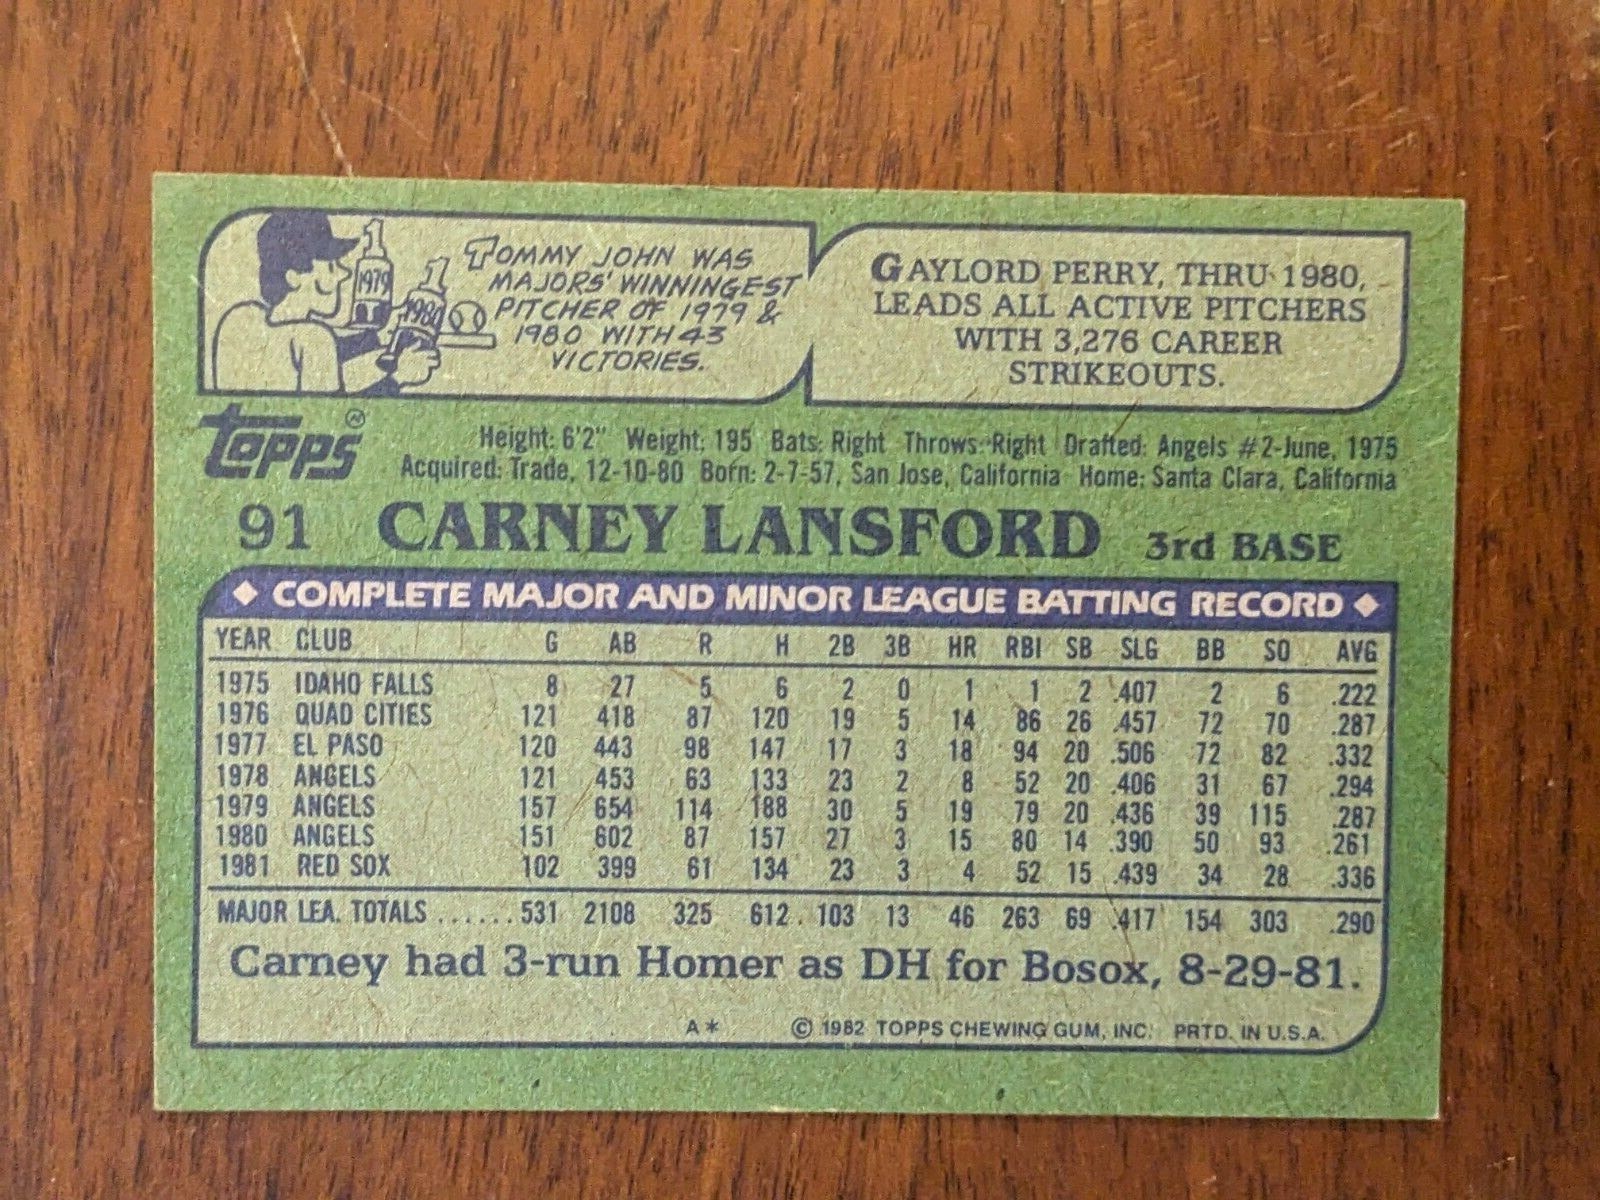 1979
1980
TOMMY JOHN WAS
MAJORS' WINNINGEST
PITCHER OF 1979 &
1980 WITH 43
VICTORIES.
GAYLORD PERRY, THRU 1980,
LEADS ALL ACTIVE PITCHERS
WITH 3,276 CAREER
STRIKEOUTS.
topps®
Height: 6'2" Weight: 195 Bats: Right Throws: Right Drafted: Angels #2-June, 1975
Acquired: Trade, 12-10-80 Born: 2-7-57, San Jose, California Home: Santa Clara, California
91 CARNEY LANSFORD 3rd BASE
◆ COMPLETE MAJOR AND MINOR LEAGUE BATTING RECORD ◆
YEAR CLUB G AB R H 2B 3B HR RBI SB SLG BB SO AVG
1975 IDAHO FALLS 8 27 5 6 2 0 1 1 2 .407 2 6 .222
1976 QUAD CITIES 121 418 87 120 19 5 14 86 26 .457 72 70 .287
1977 EL PASO 120 443 98 147 17 3 18 94 20 .506 72 82 .332
1978 ANGELS 121 453 63 133 23 2 8 52 20 .406 31 67 .294
1979 ANGELS 157 654 114 188 30 5 19 79 20 .436 39 115 .287
1980 ANGELS 151 602 87 157 27 3 15 80 14 .390 50 93 .261
1981 RED SOX 102 399 61 134 23 3 4 52 15 .439 34 28 .336
MAJOR LEA. TOTALS ...... 531 2108 325 612 103 13 46 263 69 .417 154 303 .290
Carney had 3-run Homer as DH for Bosox, 8-29-81.
A* © 1982 TOPPS CHEWING GUM, INC. PRTD. IN U.S.A.